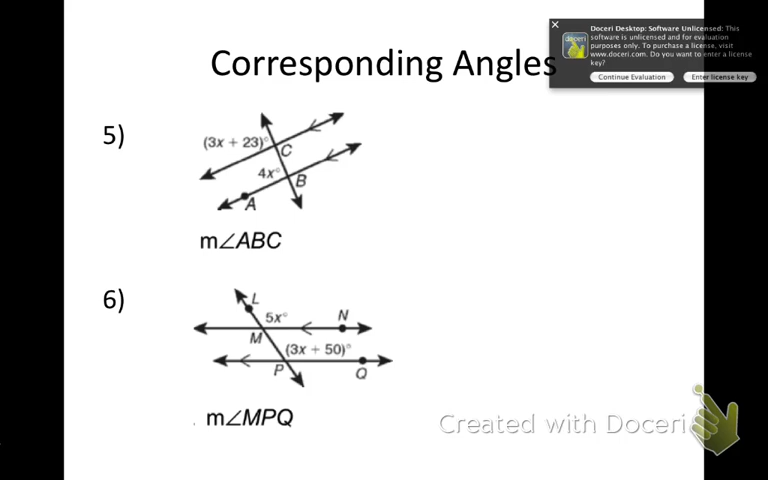 Corresponding Angles
Doceri Desktop: Software Unlicensed: This
software is unlicensed and for evaluation
purposes only. To purchase a license, visit
www.doceri.com. Do you want to enter a license
key?
Continue Evaluation
Enter license key
doceri
5)
(3x + 23)°
C
4x°
B
A
m∠ABC
6)
L
5x°
N
M
(3x + 50)°
P
Q
m∠MPQ
Created with Doceri